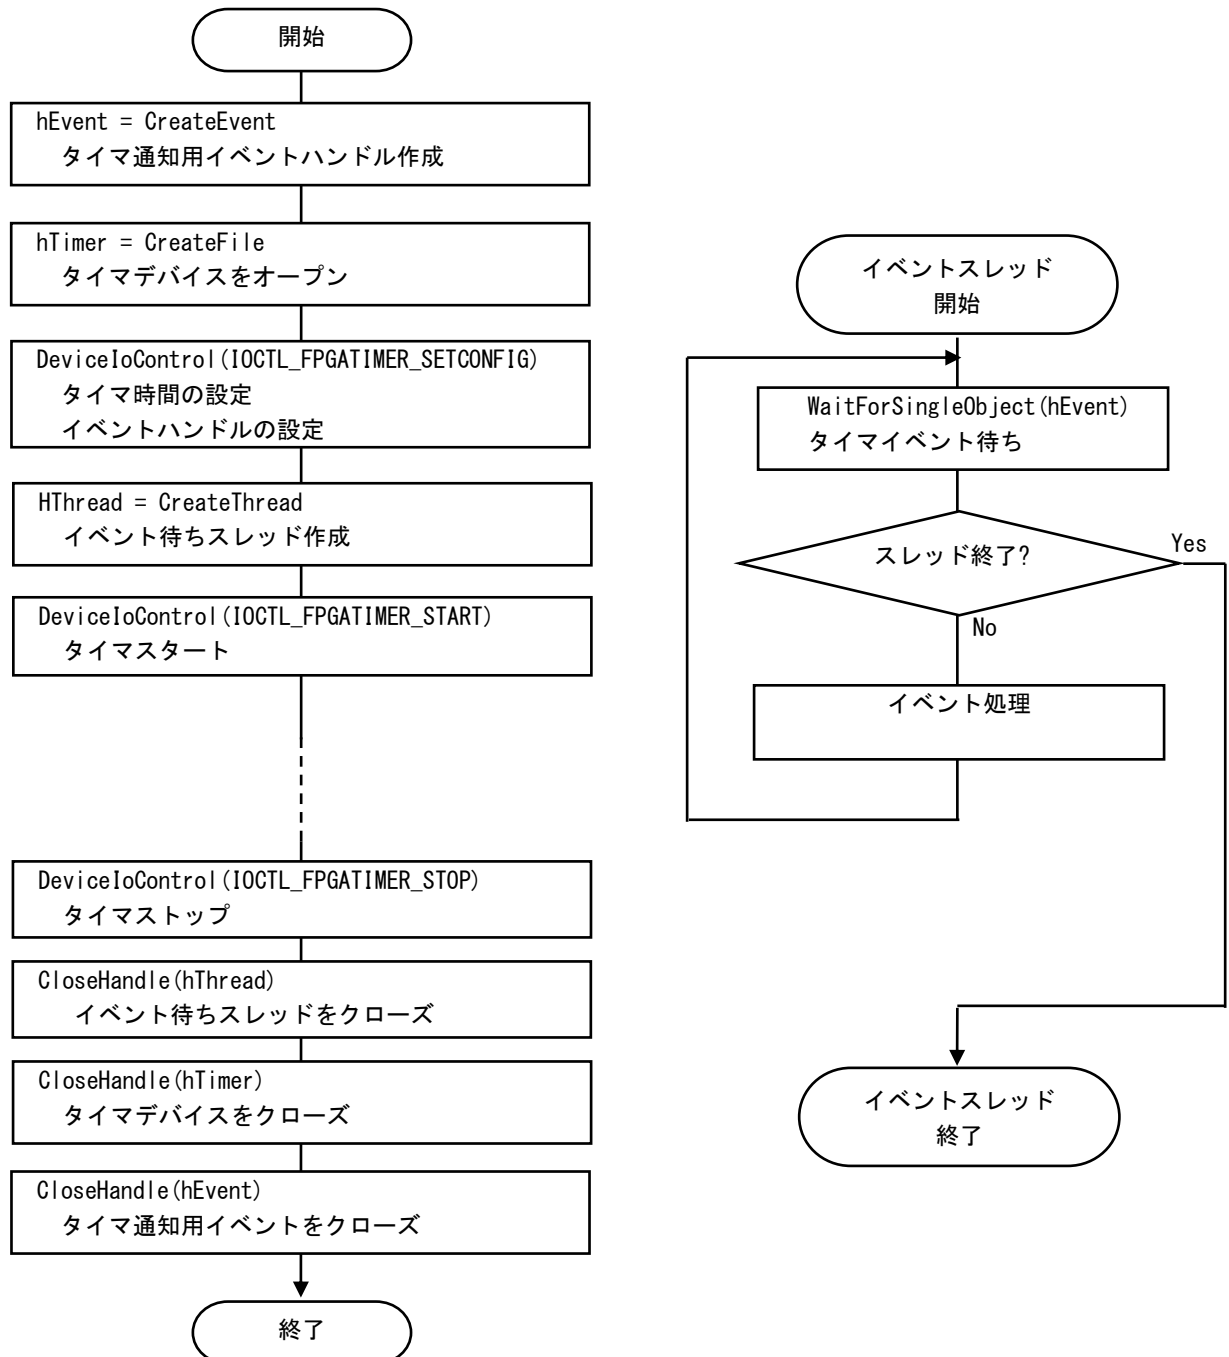 開始
hEvent = CreateEvent
タイマ通知用イベントハンドル作成
hTimer = CreateFile
タイマデバイスをオープン
DeviceIoControl(IOCTL_FPGATIMER_SETCONFIG)
タイマ時間の設定
イベントハンドルの設定
HThread = CreateThread
イベント待ちスレッド作成
DeviceIoControl(IOCTL_FPGATIMER_START)
タイマスタート
DeviceIoControl(IOCTL_FPGATIMER_STOP)
タイマストップ
CloseHandle(hThread)
イベント待ちスレッドをクローズ
CloseHandle(hTimer)
タイマデバイスをクローズ
CloseHandle(hEvent)
タイマ通知用イベントをクローズ
終了
イベントスレッド
開始
WaitForSingleObject(hEvent)
タイマイベント待ち
スレッド終了?
Yes
No
イベント処理
イベントスレッド
終了